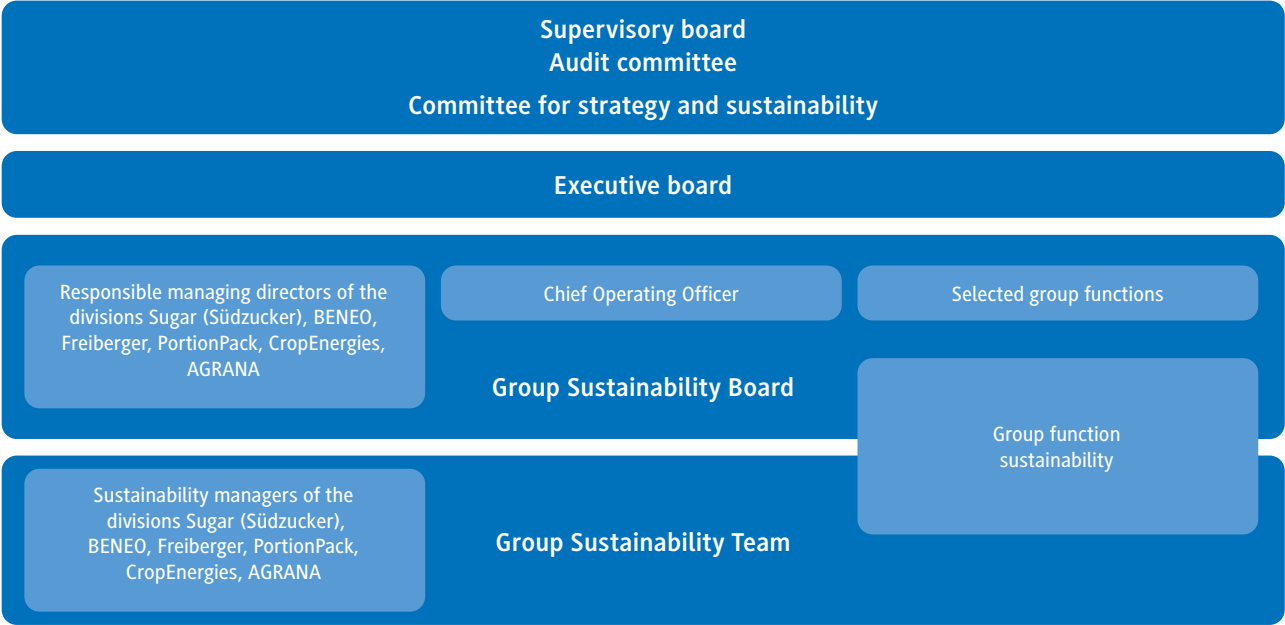 Supervisory board
Audit committee
Committee for strategy and sustainability
Executive board
Responsible managing directors of the
divisions Sugar (Südzucker), BENEO,
Freiberger, PortionPack, CropEnergies,
AGRANA
Chief Operating Officer
Selected group functions
Group Sustainability Board
Group function
sustainability
Sustainability managers of the
divisions Sugar (Südzucker),
BENEO, Freiberger, PortionPack,
CropEnergies, AGRANA
Group Sustainability Team